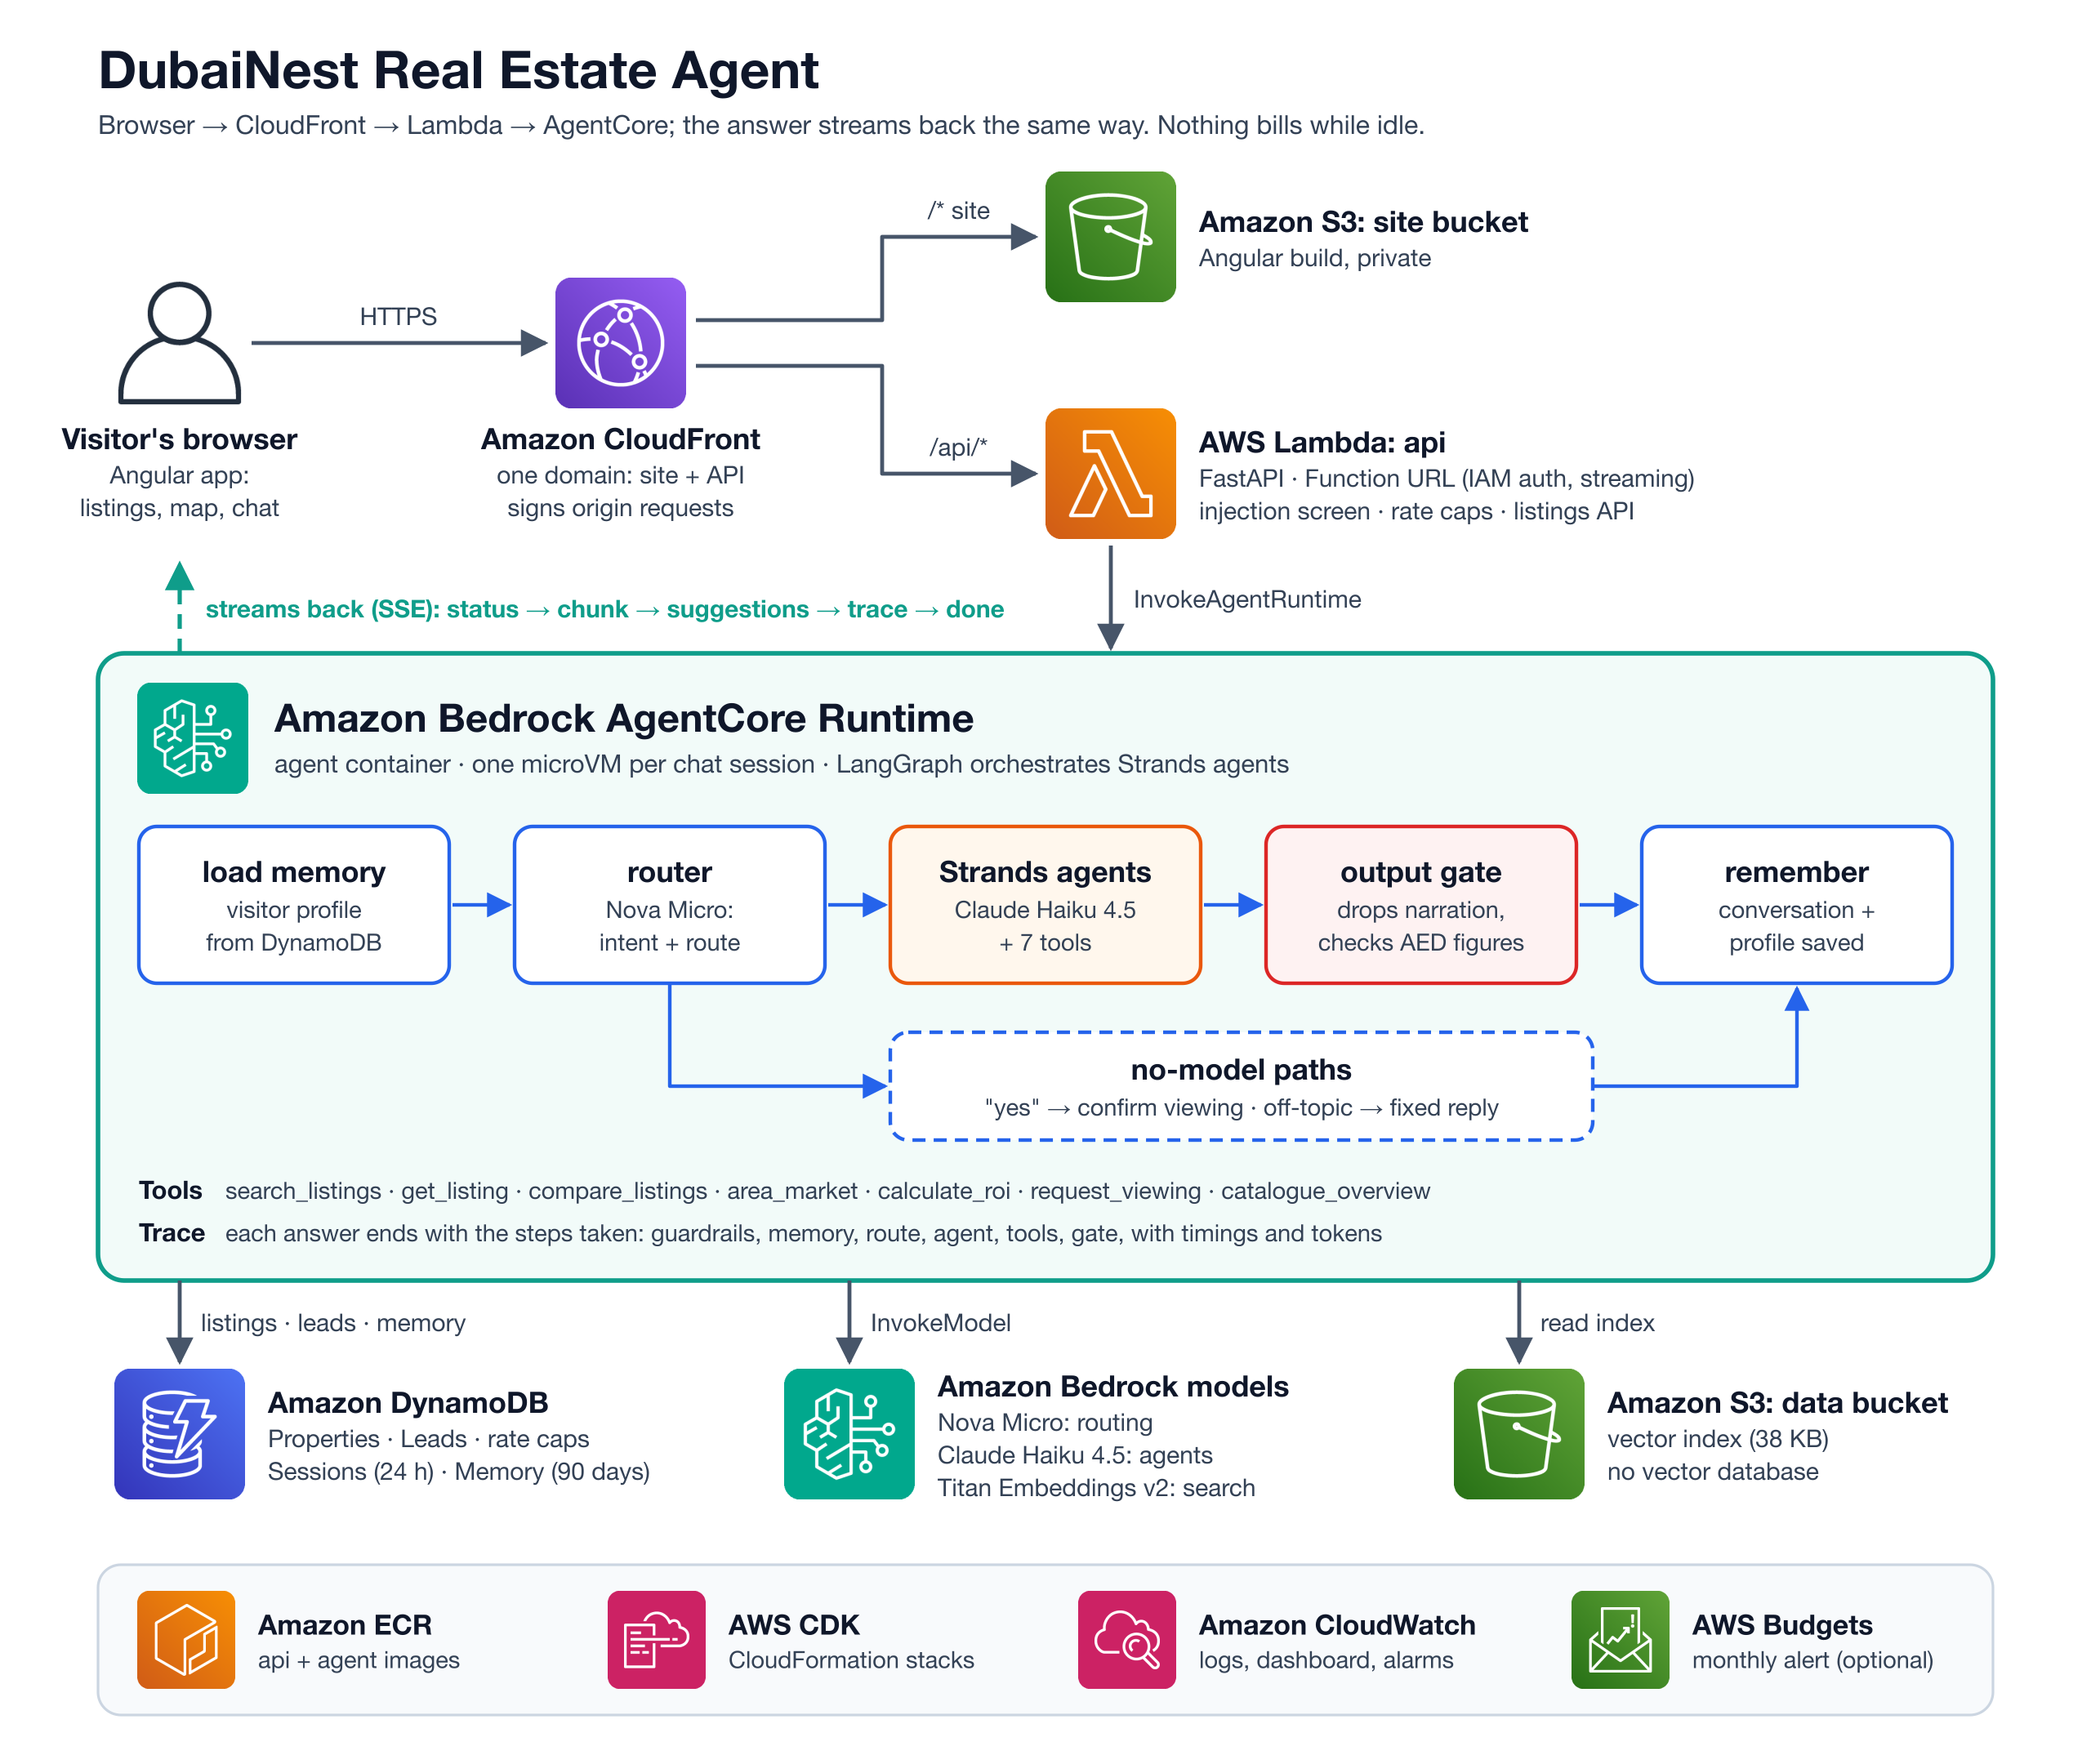 DubaiNest Real Estate Agent
Browser → CloudFront → Lambda → AgentCore; the answer streams back the same way. Nothing bills while idle.
/* site
Amazon S3: site bucket
Angular build, private
HTTPS
Visitor's browser
Angular app:
listings, map, chat
Amazon CloudFront
one domain: site + API
signs origin requests
/api/*
AWS Lambda: api
FastAPI · Function URL (IAM auth, streaming)
injection screen · rate caps · listings API
streams back (SSE): status → chunk → suggestions → trace → done
InvokeAgentRuntime
Amazon Bedrock AgentCore Runtime
agent container · one microVM per chat session · LangGraph orchestrates Strands agents
load memory
visitor profile
from DynamoDB
router
Nova Micro:
intent + route
Strands agents
Claude Haiku 4.5
+ 7 tools
output gate
drops narration,
checks AED figures
remember
conversation +
profile saved
no-model paths
"yes" → confirm viewing · off-topic → fixed reply
Tools search_listings · get_listing · compare_listings · area_market · calculate_roi · request_viewing · catalogue_overview
Trace each answer ends with the steps taken: guardrails, memory, route, agent, tools, gate, with timings and tokens
listings · leads · memory
InvokeModel
read index
Amazon DynamoDB
Properties · Leads · rate caps
Sessions (24 h) · Memory (90 days)
Amazon Bedrock models
Nova Micro: routing
Claude Haiku 4.5: agents
Titan Embeddings v2: search
Amazon S3: data bucket
vector index (38 KB)
no vector database
Amazon ECR
api + agent images
AWS CDK
CloudFormation stacks
Amazon CloudWatch
logs, dashboard, alarms
AWS Budgets
monthly alert (optional)